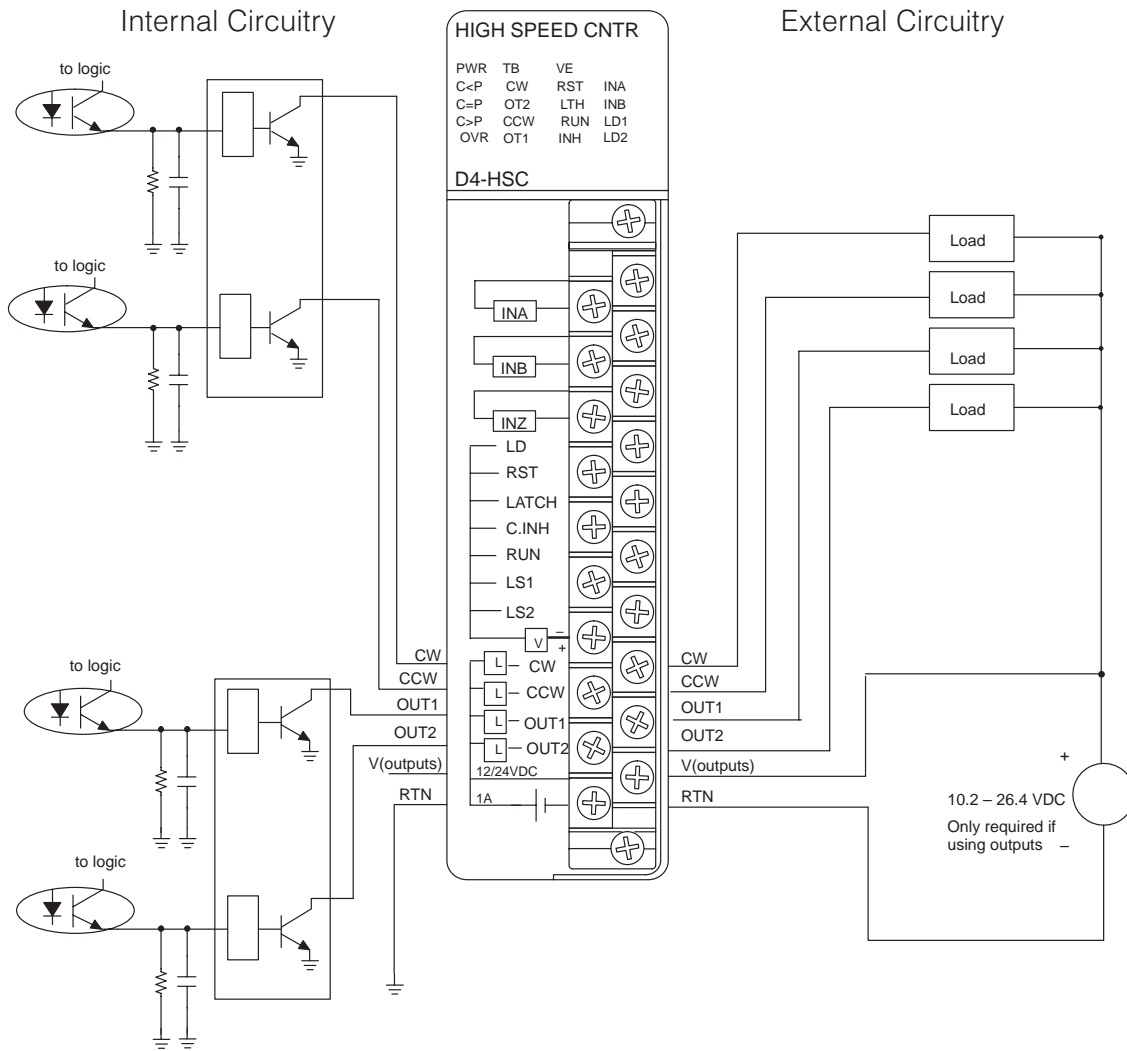 Internal Circuitry
External Circuitry
HIGH SPEED CNTR
PWR TB VE
C<P CW RST INA
C=P OT2 LTH INB
C>P CCW RUN LD1
OVR OT1 INH LD2
D4-HSC
to logic
to logic
to logic
to logic
INA
INB
INZ
LD
RST
LATCH
C.INH
RUN
LS1
LS2
V
–
+
L CW
L CCW
L OUT1
L OUT2
12/24VDC
1A
CW
CCW
OUT1
OUT2
V(outputs)
RTN
CW
CCW
OUT1
OUT2
V(outputs)
RTN
Load
Load
Load
Load
+
10.2 – 26.4 VDC
Only required if
using outputs –